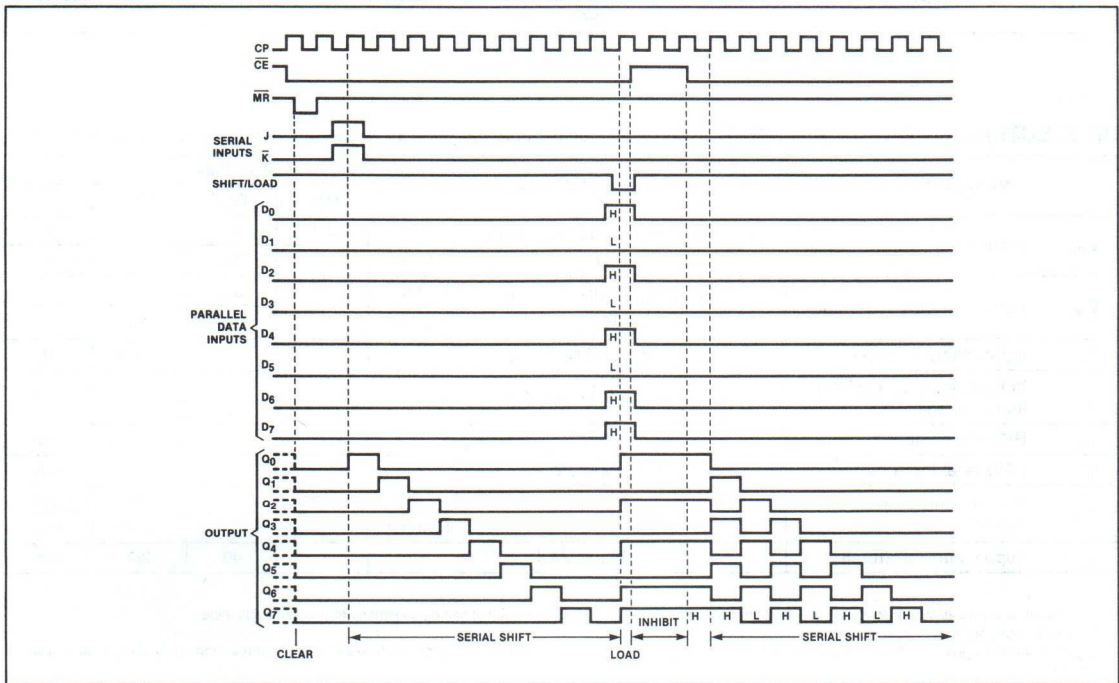 CP
CE
MR
SERIAL INPUTS
J
K
SHIFT/LOAD
PARALLEL DATA INPUTS
D0 H
D1 L
D2 H
D3 L
D4 H
D5 L
D6 H
D7 H
OUTPUT
Q0
Q1
Q2
Q3
Q4
Q5
Q6
Q7
INHIBIT H H L H L H L H
SERIAL SHIFT
SERIAL SHIFT
CLEAR
LOAD